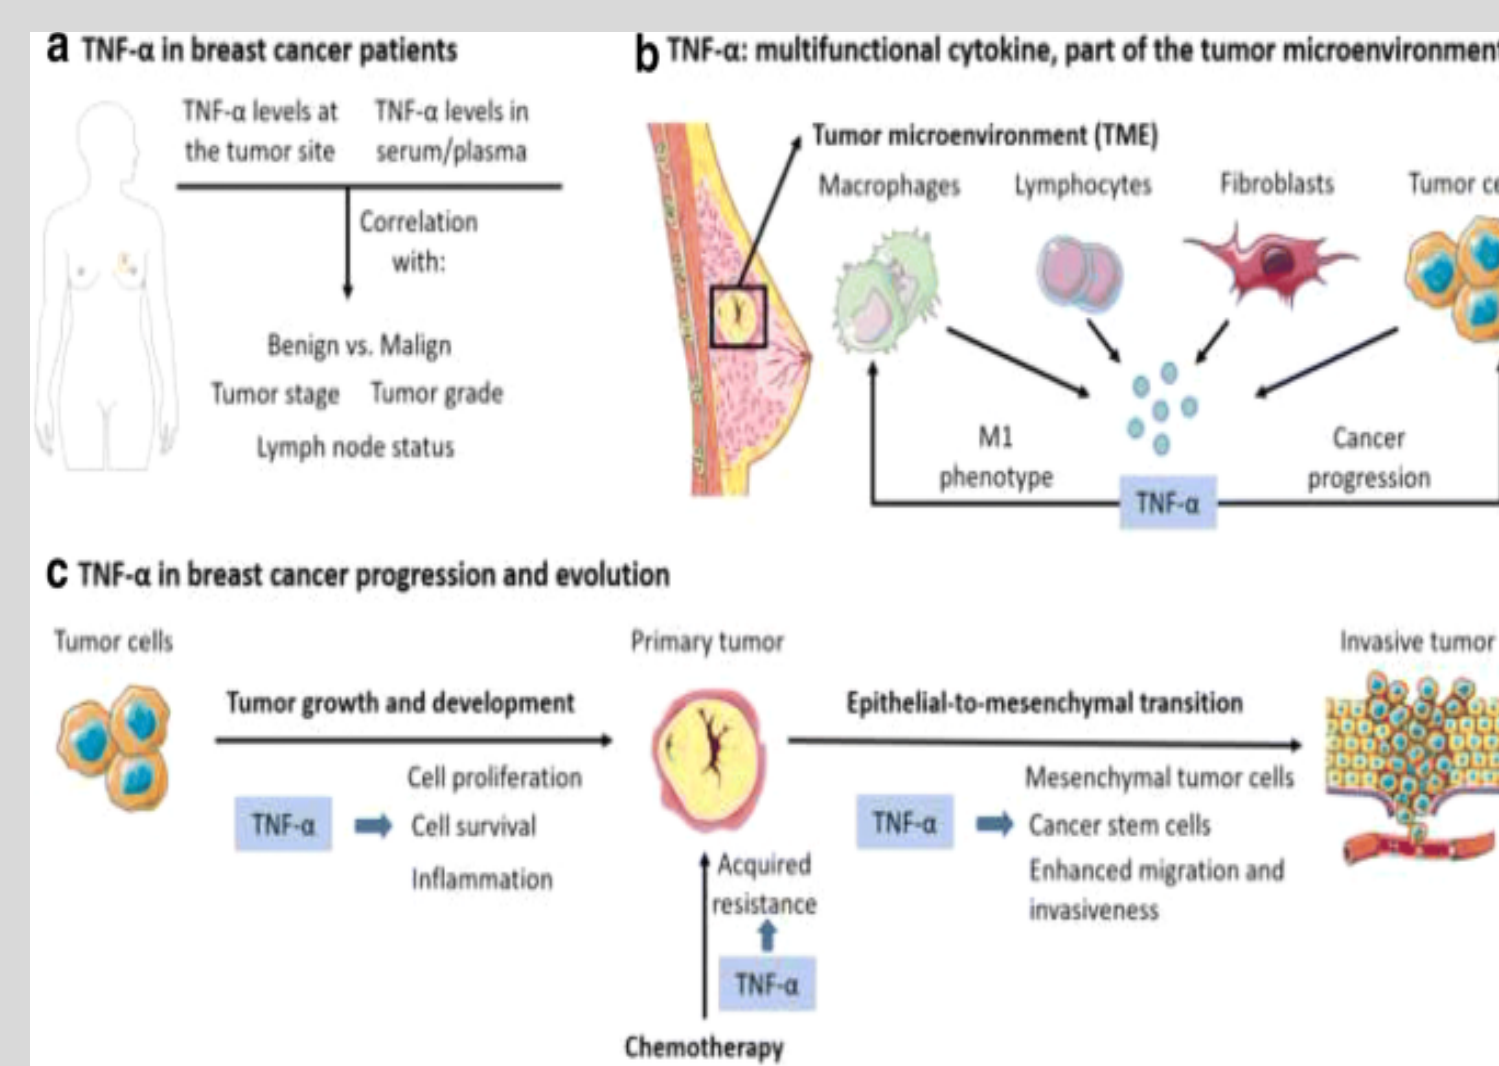 a TNF-α in breast cancer patients
TNF-α levels at
the tumor site
TNF-α levels in
serum/plasma
Correlation
with:
Benign vs. Malign
Tumor stage Tumor grade
Lymph node status
b TNF-α: multifunctional cytokine, part of the tumor microenvironment
Tumor microenvironment (TME)
Macrophages Lymphocytes Fibroblasts Tumor ce
M1
phenotype
Cancer
progression
TNF-α
c TNF-α in breast cancer progression and evolution
Tumor cells
Primary tumor
Invasive tumor
Tumor growth and development
Epithelial-to-mesenchymal transition
TNF-α
Cell proliferation
Cell survival
Inflammation
TNF-α
Mesenchymal tumor cells
Cancer stem cells
Enhanced migration and
invasiveness
Acquired
resistance
TNF-α
Chemotherapy